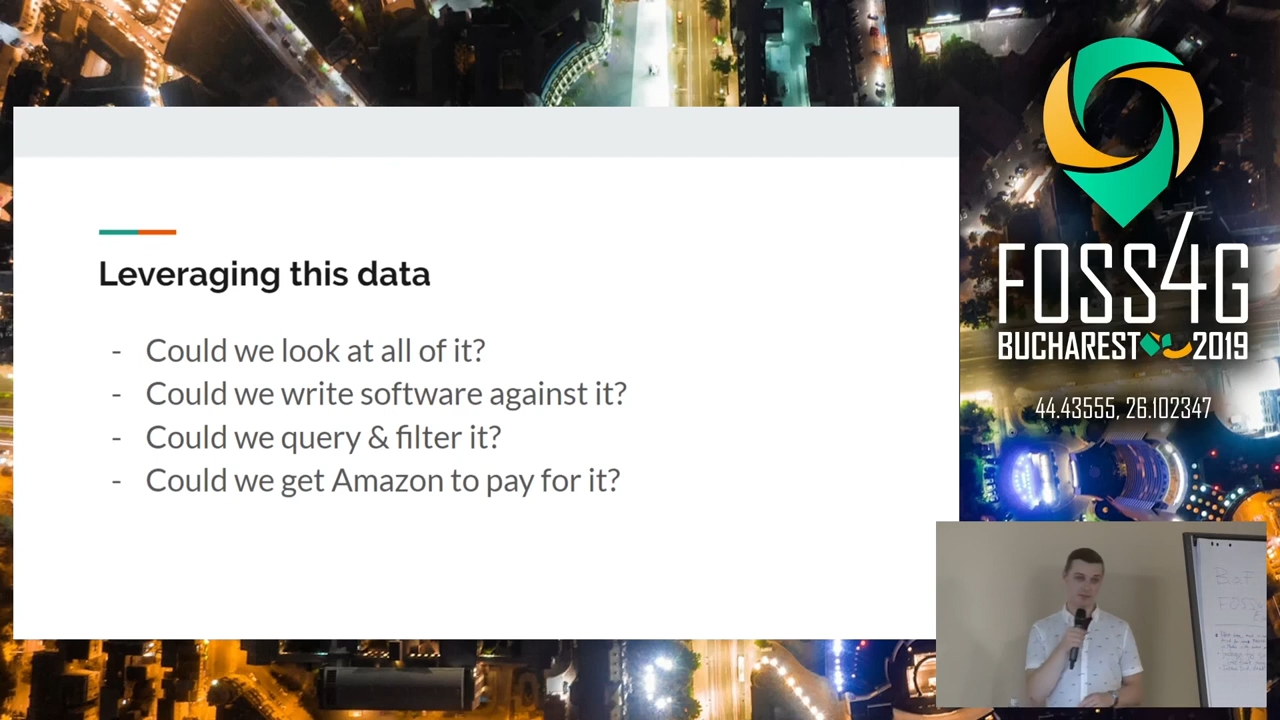 Leveraging this data
- Could we look at all of it?
- Could we write software against it?
- Could we query & filter it?
- Could we get Amazon to pay for it?
FOSS4G
BUCHAREST 2019
44.43555, 26.102347
BoF